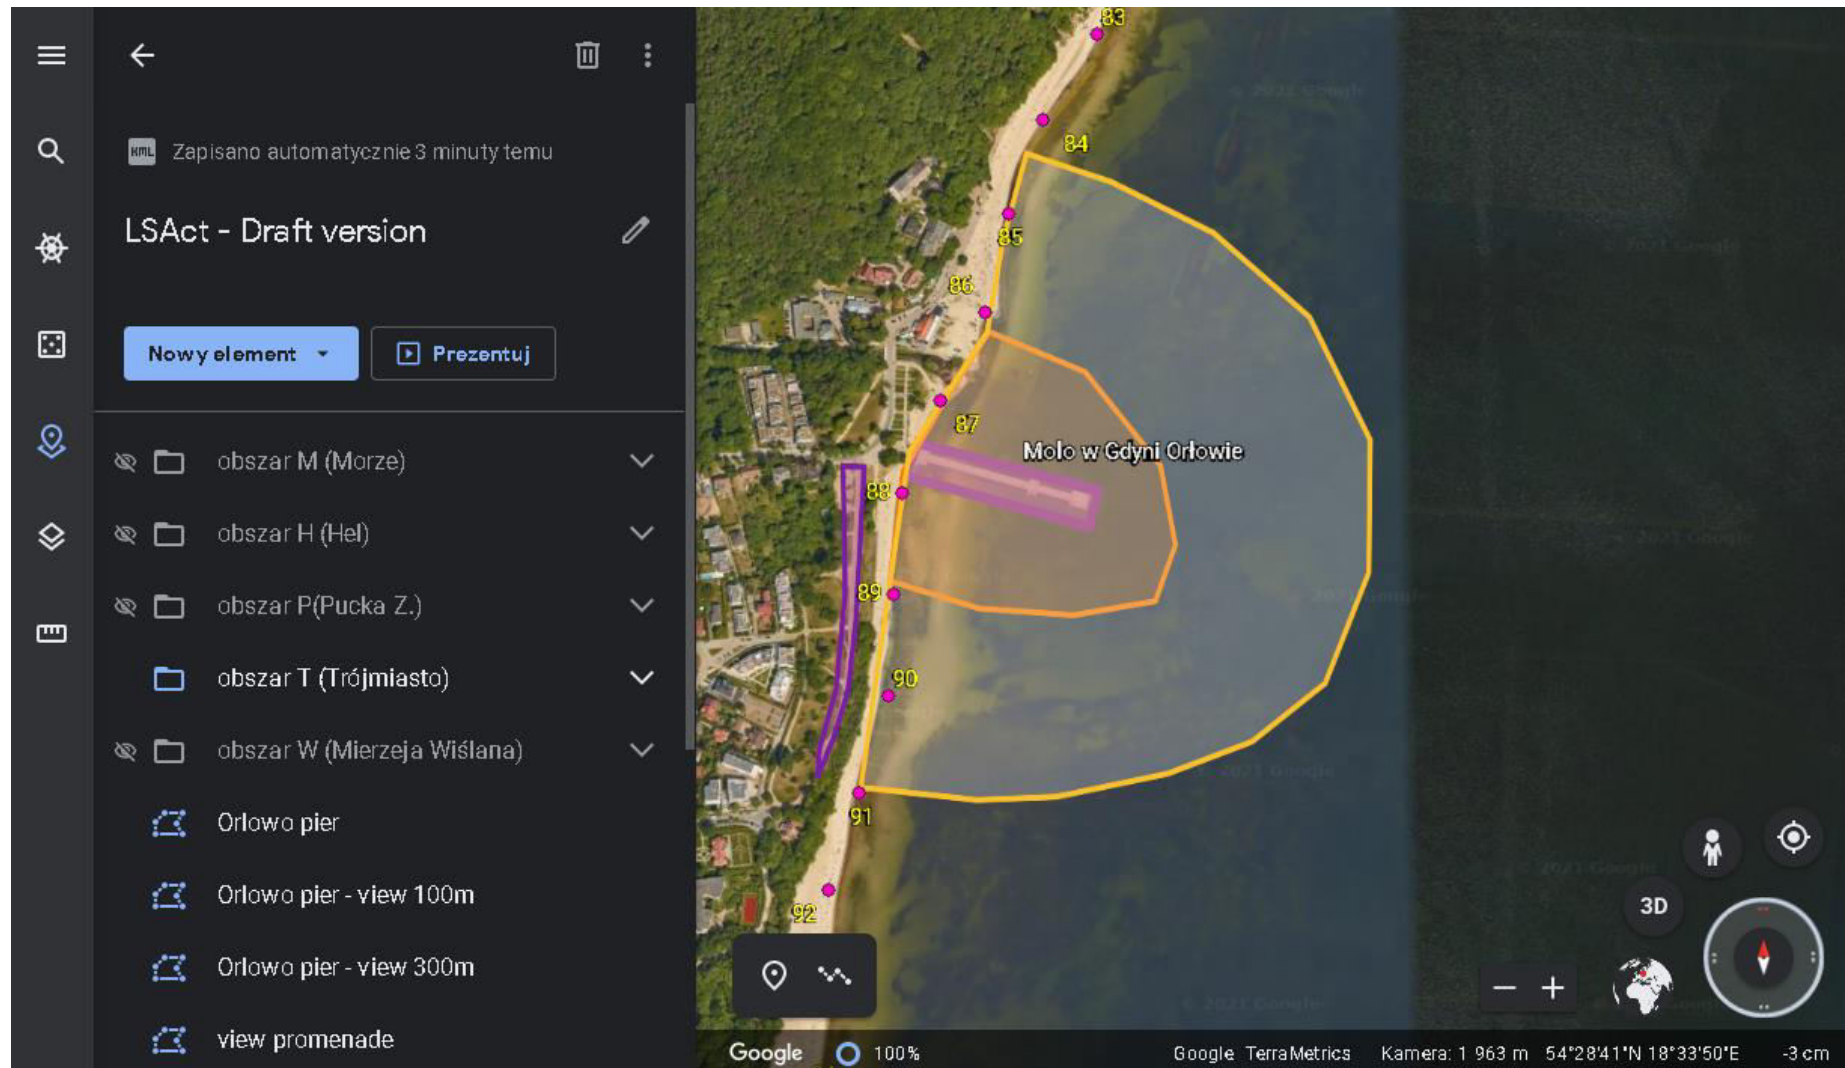 KML Zapisano automatycznie 3 minuty temu
LSAct - Draft version
Nowy element
Prezentuj
obszar M (Morze)
obszar H (Hel)
obszar P(Pucka Z.)
obszar T (Trójmiasto)
obszar W (Mierzeja Wiślana)
Orlowo pier
Orlowo pier - view 100m
Orlowo pier - view 300m
view promenade
83
84
85
86
87
Molo w Gdyni Orłowie
88
89
90
91
92
3D
Google 100% Google TerraMetrics Kamera: 1 963 m 54°28'41"N 18°33'50"E -3 cm